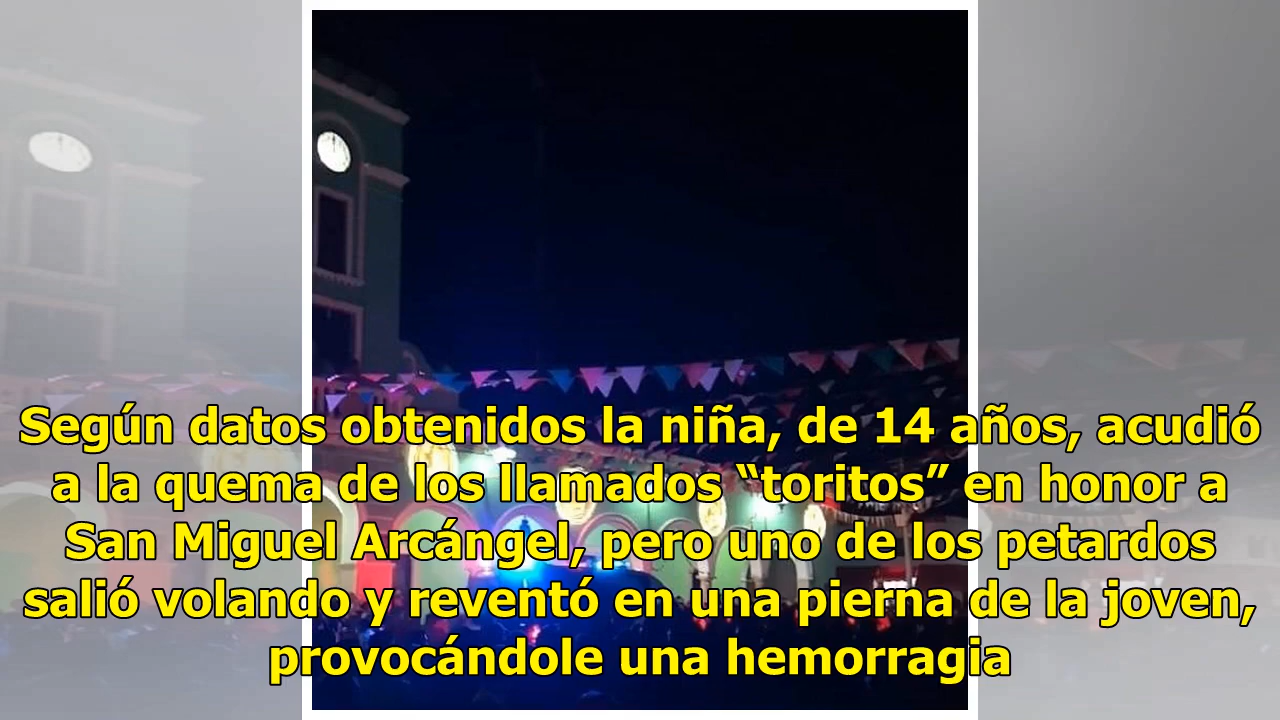 Según datos obtenidos la niña, de 14 años, acudió
a la quema de los llamados “toritos” en honor a
San Miguel Arcángel, pero uno de los petardos
salió volando y reventó en una pierna de la joven,
provocándole una hemorragia